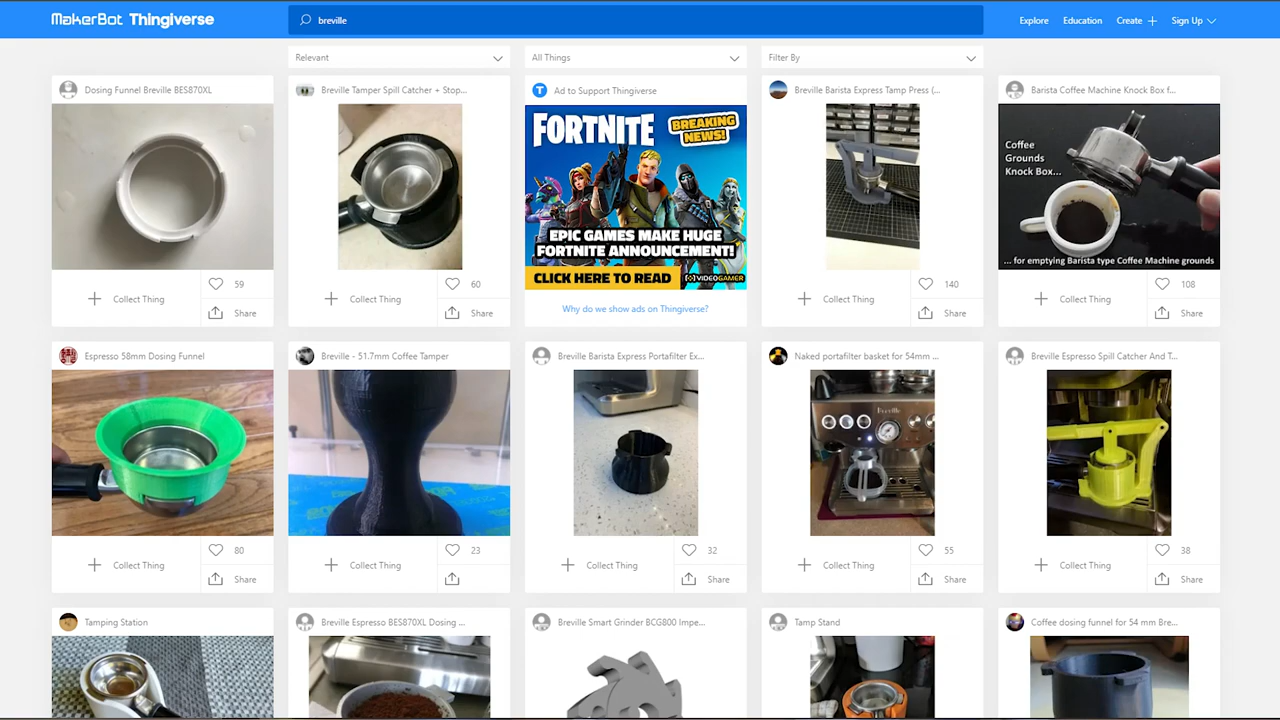 MakerBot Thingiverse
breville
Explore
Education
Create
Sign Up
Relevant
All Things
Filter By
Dosing Funnel Breville BES870XL
Breville Tamper Spill Catcher + Stop...
Ad to Support Thingiverse
Breville Barista Express Tamp Press (...
Barista Coffee Machine Knock Box f...
FORTNITE
BREAKING
NEWS!
EPIC GAMES MAKE HUGE
FORTNITE ANNOUNCEMENT!
CLICK HERE TO READ
VIDEOGAMER
Coffee
Grounds
Knock Box...
... for emptying Barista type Coffee Machine grounds
Collect Thing
59
Share
Collect Thing
60
Share
Why do we show ads on Thingiverse?
Collect Thing
140
Share
Collect Thing
108
Share
Espresso 58mm Dosing Funnel
Breville - 51.7mm Coffee Tamper
Breville Barista Express Portafilter Ex...
Naked portafilter basket for 54mm ...
Breville Espresso Spill Catcher And T...
Breville
Collect Thing
80
Share
Collect Thing
23
Collect Thing
32
Share
Collect Thing
55
Share
Collect Thing
38
Share
Tamping Station
Breville Espresso BES870XL Dosing ...
Breville Smart Grinder BCG800 Impe...
Tamp Stand
Coffee dosing funnel for 54 mm Bre...